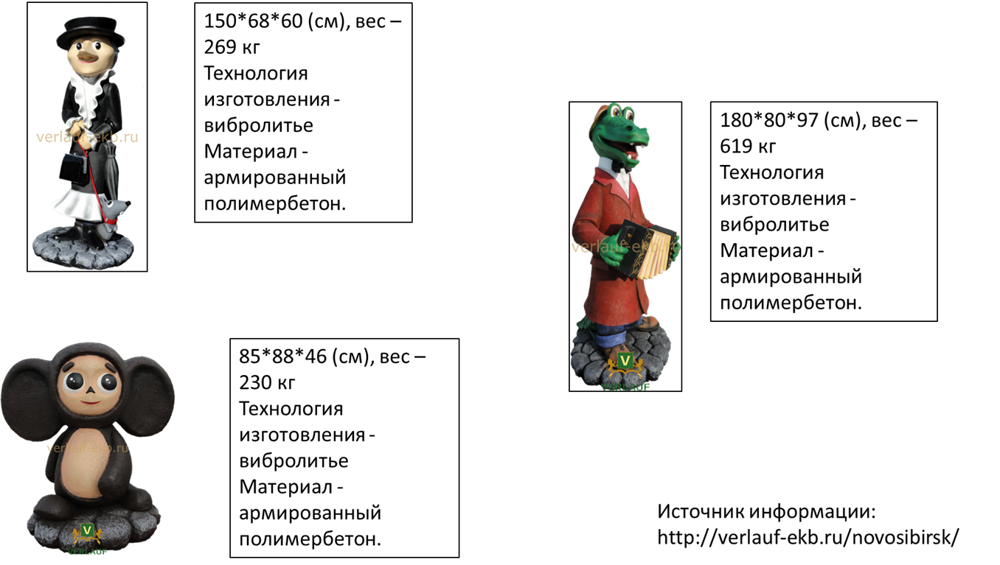 150*68*60 (см), вес –
269 кг
Технология
изготовления -
вибролитье
Материал -
армированный
полимербетон.
verlauf-ekb.ru
180*80*97 (см), вес –
619 кг
Технология
изготовления -
вибролитье
Материал -
армированный
полимербетон.
verlauf-ekb.ru
V
VERLAUF
85*88*46 (см), вес –
230 кг
Технология
изготовления -
вибролитье
Материал -
армированный
полимербетон.
verlauf-ekb.ru
V
VERLAUF
Источник информации:
http://verlauf-ekb.ru/novosibirsk/